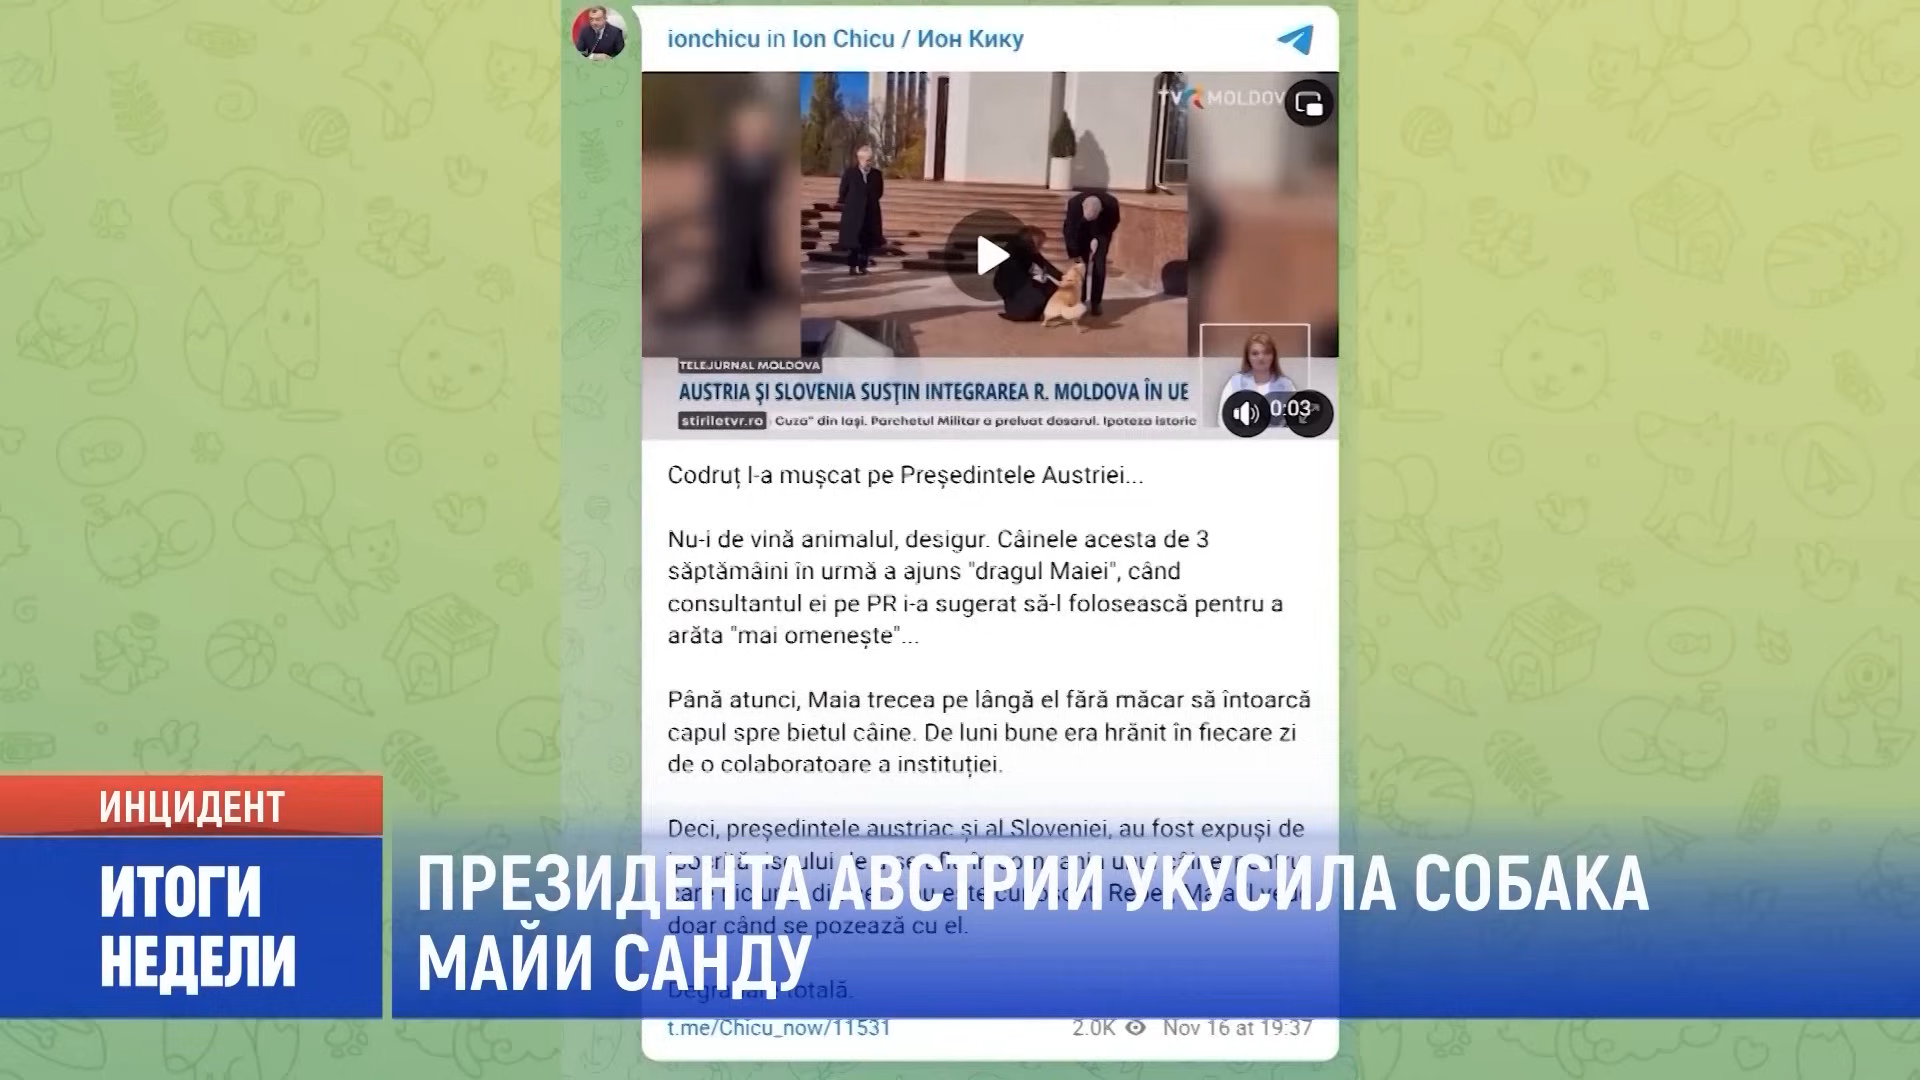 ionchicu in Ion Chicu / Ион Кику
TV MOLDOV
TELEJURNAL MOLDOVA
AUSTRIA ȘI SLOVENIA SUSȚIN INTEGRAREA R. MOLDOVA ÎN UE
stiriletvr.ro Cuza" din Iași. Parchetul Militar a preluat dosarul. Ipoteza istoric
0:03
Codruț l-a mușcat pe Președintele Austriei...
Nu-i de vină animalul, desigur. Câinele acesta de 3
săptămâini în urmă a ajuns "dragul Maiei", când
consultantul ei pe PR i-a sugerat să-l folosească pentru a
arăta "mai omenește"...
Până atunci, Maia trecea pe lângă el fără măcar să întoarcă
capul spre bietul câine. De luni bune era hrănit în fiecare zi
de o colaboratoare a instituției.
Deci, președintele austriac și al Sloveniei, au fost expuși de
doar când se pozează cu el.
totală.
t.me/Chicu_now/11531 2.0K Nov 16 at 19:37
ИНЦИДЕНТ
ИТОГИ
НЕДЕЛИ
ПРЕЗИДЕНТА АВСТРИИ УКУСИЛА СОБАКА
МАЙИ САНДУ